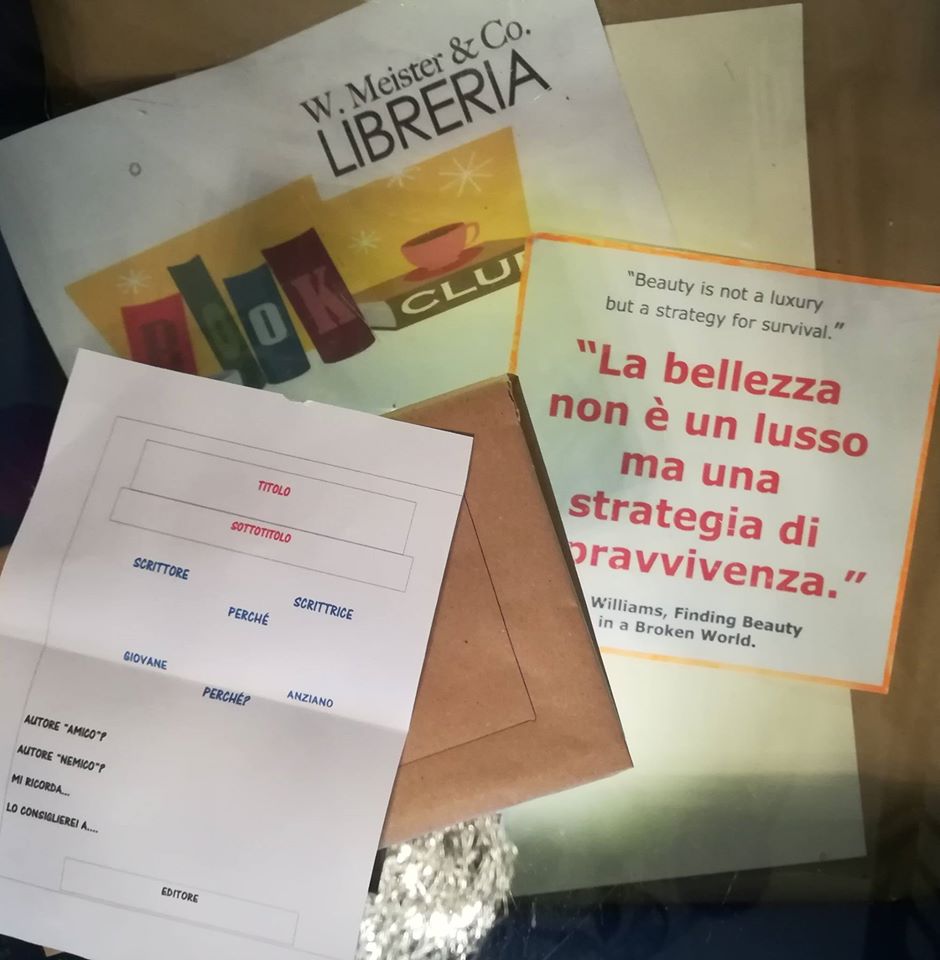 W. Meister & Co.
LIBRERIA
BOOK
CLU
“Beauty is not a luxury
but a strategy for survival.”
“La bellezza
non è un lusso
ma una
strategia di
pravvivenza.”
Williams, Finding Beauty
in a Broken World.
TITOLO
SOTTOTITOLO
SCRITTORE
SCRITTRICE
PERCHÉ
GIOVANE
ANZIANO
PERCHÉ?
AUTORE "AMICO"?
AUTORE "NEMICO"?
MI RICORDA...
LO CONSIGLIEREI A....
EDITORE